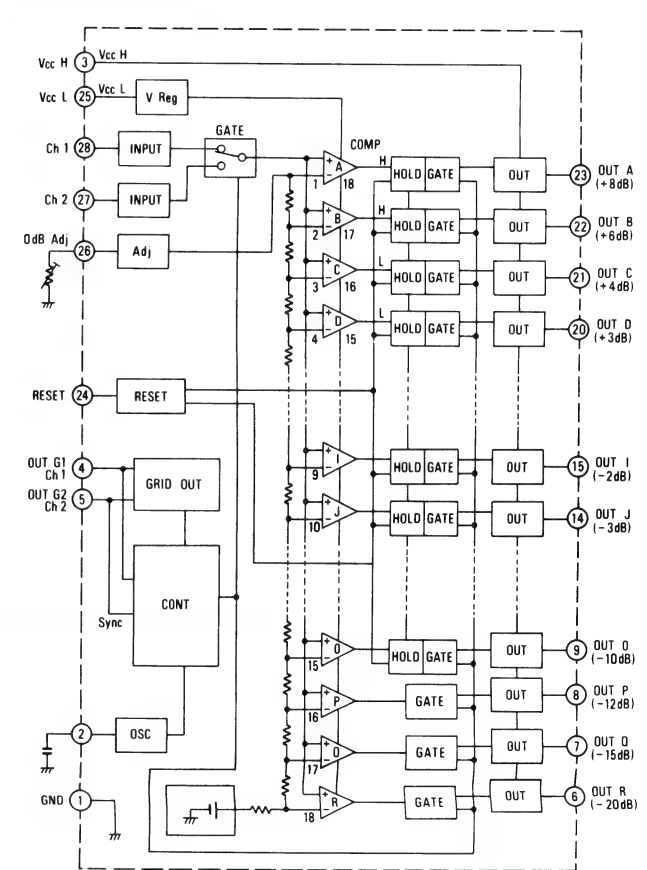 Vcc H 3 Vcc H
Vcc L 25 Vcc L V Reg
GATE
COMP
Ch 1 28 INPUT + A - 1 18 H HOLD GATE OUT 23 OUT A
(+8dB)
Ch 2 27 INPUT + B - 2 17 H HOLD GATE OUT 22 OUT B
(+6dB)
0dB Adj 26 Adj + C - 3 16 L HOLD GATE OUT 21 OUT C
(+4dB)
+ D - 4 15 L HOLD GATE OUT 20 OUT D
(+3dB)
RESET 24 RESET
OUT G1 4
Ch 1
+ I - 9 HOLD GATE OUT 15 OUT I
(-2dB)
OUT G2 5
Ch 2
GRID OUT
+ J - 10 HOLD GATE OUT 14 OUT J
(-3dB)
CONT
Sync
+ O - 15 HOLD GATE OUT 9 OUT O
(-10dB)
+ P - 16 GATE OUT 8 OUT P
(-12dB)
2 OSC + O - 17 GATE OUT 7 OUT Q
(-15dB)
GND 1 + R - 18 GATE OUT 6 OUT R
(-20dB)